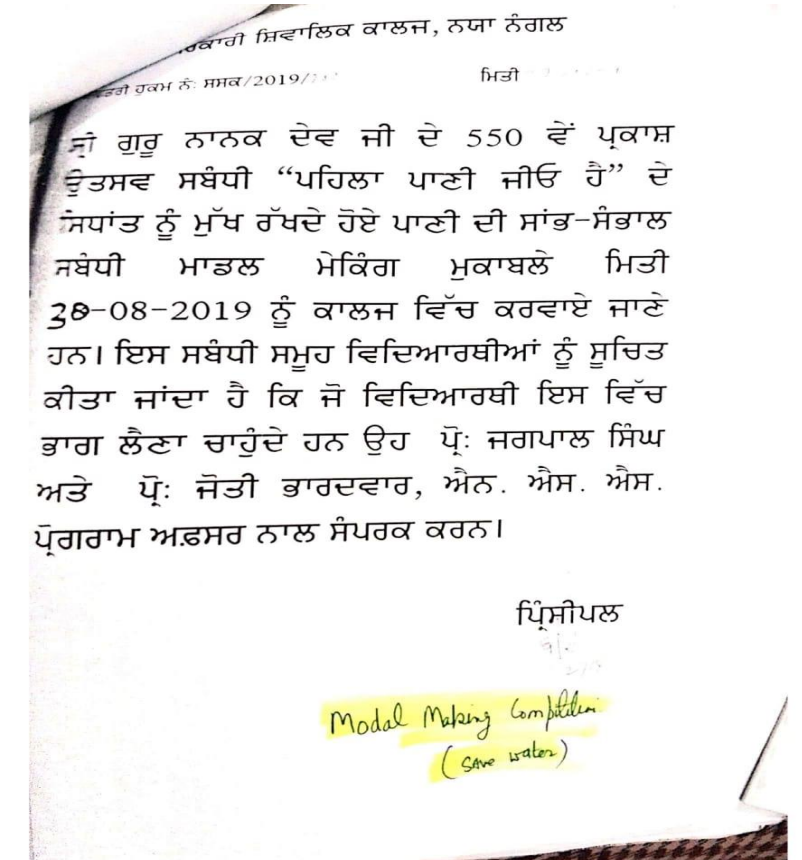 ਸਰਕਾਰੀ ਸ਼ਿਵਾਲਿਕ ਕਾਲਜ, ਨਯਾ ਨੰਗਲ
ਹੁਕਮ ਨੰ: ਸਸਕ/2019/ ਮਿਤੀ
ਸ੍ਰੀ ਗੁਰੂ ਨਾਨਕ ਦੇਵ ਜੀ ਦੇ 550 ਵੇਂ ਪ੍ਰਕਾਸ਼
ਉਤਸਵ ਸਬੰਧੀ “ਪਹਿਲਾ ਪਾਣੀ ਜੀਓ ਹੈ” ਦੇ
ਸਿਧਾਂਤ ਨੂੰ ਮੁੱਖ ਰੱਖਦੇ ਹੋਏ ਪਾਣੀ ਦੀ ਸਾਂਭ-ਸੰਭਾਲ
ਸਬੰਧੀ ਮਾਡਲ ਮੇਕਿੰਗ ਮੁਕਾਬਲੇ ਮਿਤੀ
30-08-2019 ਨੂੰ ਕਾਲਜ ਵਿੱਚ ਕਰਵਾਏ ਜਾਣੇ
ਹਨ। ਇਸ ਸਬੰਧੀ ਸਮੂਹ ਵਿਦਿਆਰਥੀਆਂ ਨੂੰ ਸੂਚਿਤ
ਕੀਤਾ ਜਾਂਦਾ ਹੈ ਕਿ ਜੋ ਵਿਦਿਆਰਥੀ ਇਸ ਵਿੱਚ
ਭਾਗ ਲੈਣਾ ਚਾਹੁੰਦੇ ਹਨ ਉਹ ਪ੍ਰੋ: ਜਗਪਾਲ ਸਿੰਘ
ਅਤੇ ਪ੍ਰੋ: ਜੋਤੀ ਭਾਰਦਵਾਰ, ਐਨ. ਐਸ. ਐਸ.
ਪ੍ਰੋਗਰਾਮ ਅਫ਼ਸਰ ਨਾਲ ਸੰਪਰਕ ਕਰਨ।
ਪ੍ਰਿੰਸੀਪਲ
Modal Making Compitition
(Save water)